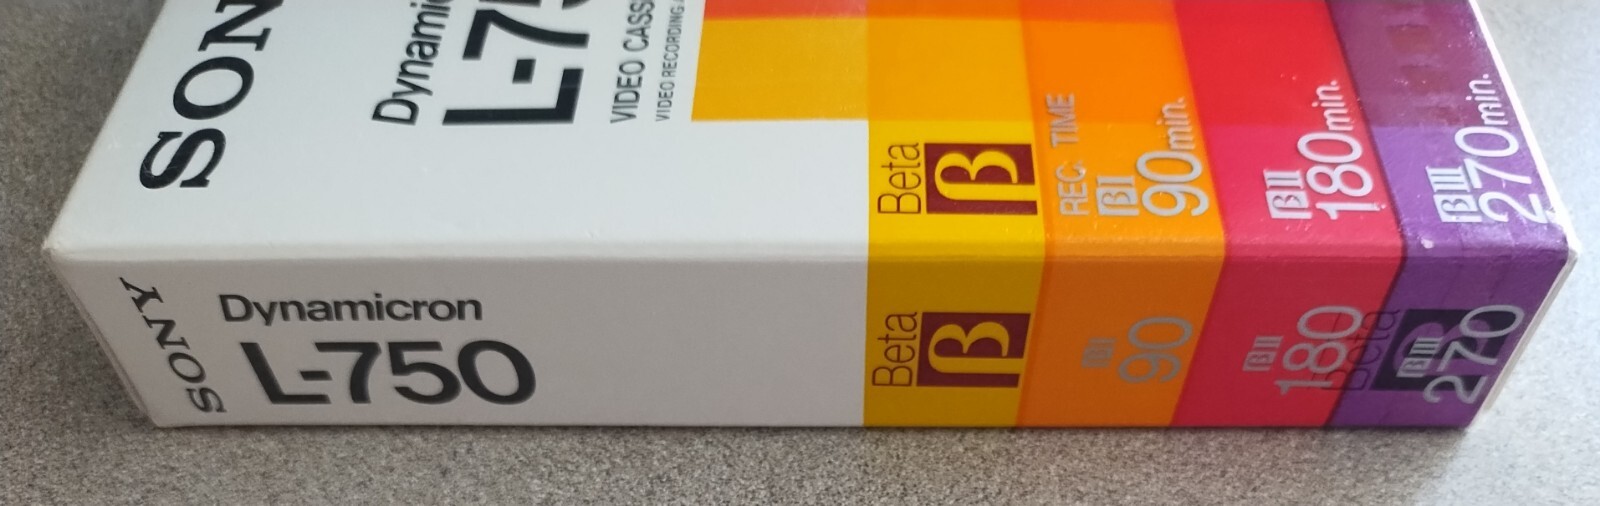 SON
Dynamic
L-75
VIDEO CASS
VIDEO RECORDING
Beta
β
REC. TIME
βI
90min.
βII
180min.
βIII
270min.
SONY
Dynamicron
L-750
Beta
β
βI
90
βII
180
Beta
βIII
270